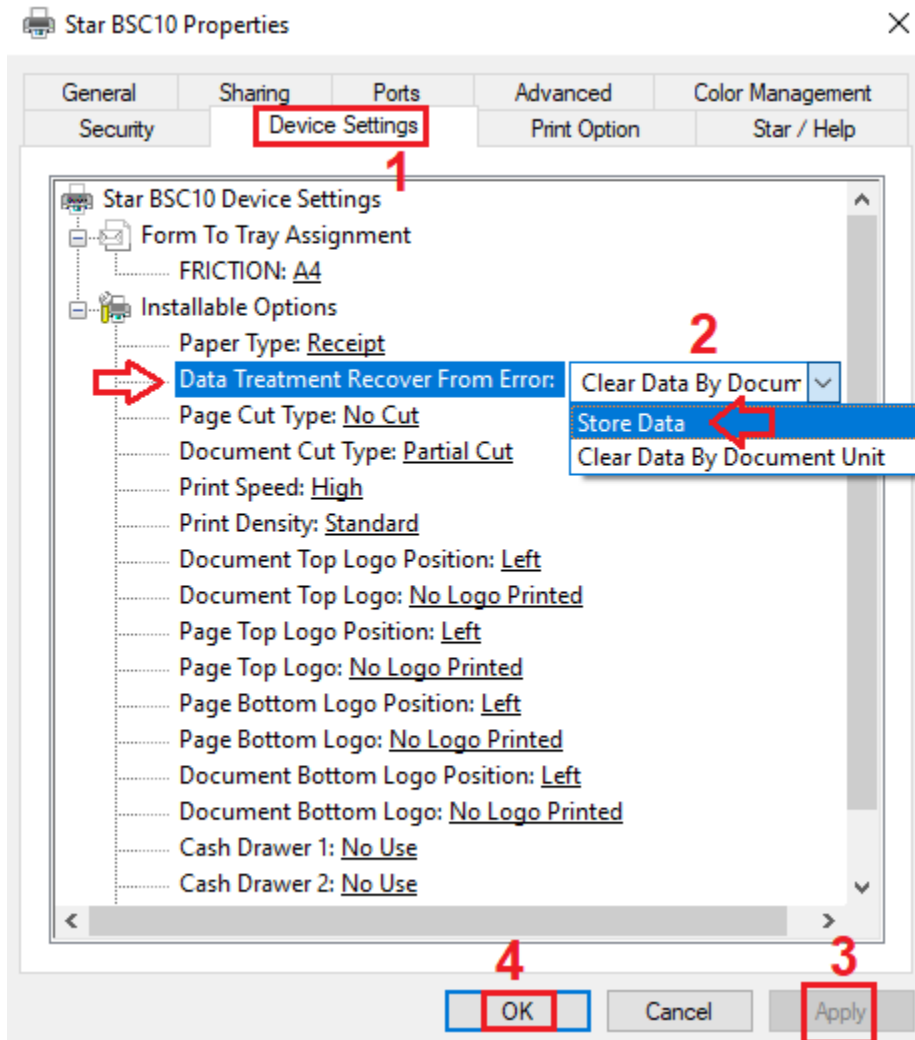 Star BSC10 Properties
General Sharing Ports Advanced Color Management
Security Device Settings Print Option Star / Help
1
Star BSC10 Device Settings
Form To Tray Assignment
FRICTION: A4
Installable Options
2
Paper Type: Receipt
Data Treatment Recover From Error: Clear Data By Docum
Store Data
Page Cut Type: No Cut
Clear Data By Document Unit
Document Cut Type: Partial Cut
Print Speed: High
Print Density: Standard
Document Top Logo Position: Left
Document Top Logo: No Logo Printed
Page Top Logo Position: Left
Page Top Logo: No Logo Printed
Page Bottom Logo Position: Left
Page Bottom Logo: No Logo Printed
Document Bottom Logo Position: Left
Document Bottom Logo: No Logo Printed
Cash Drawer 1: No Use
Cash Drawer 2: No Use
4 3
OK Cancel Apply